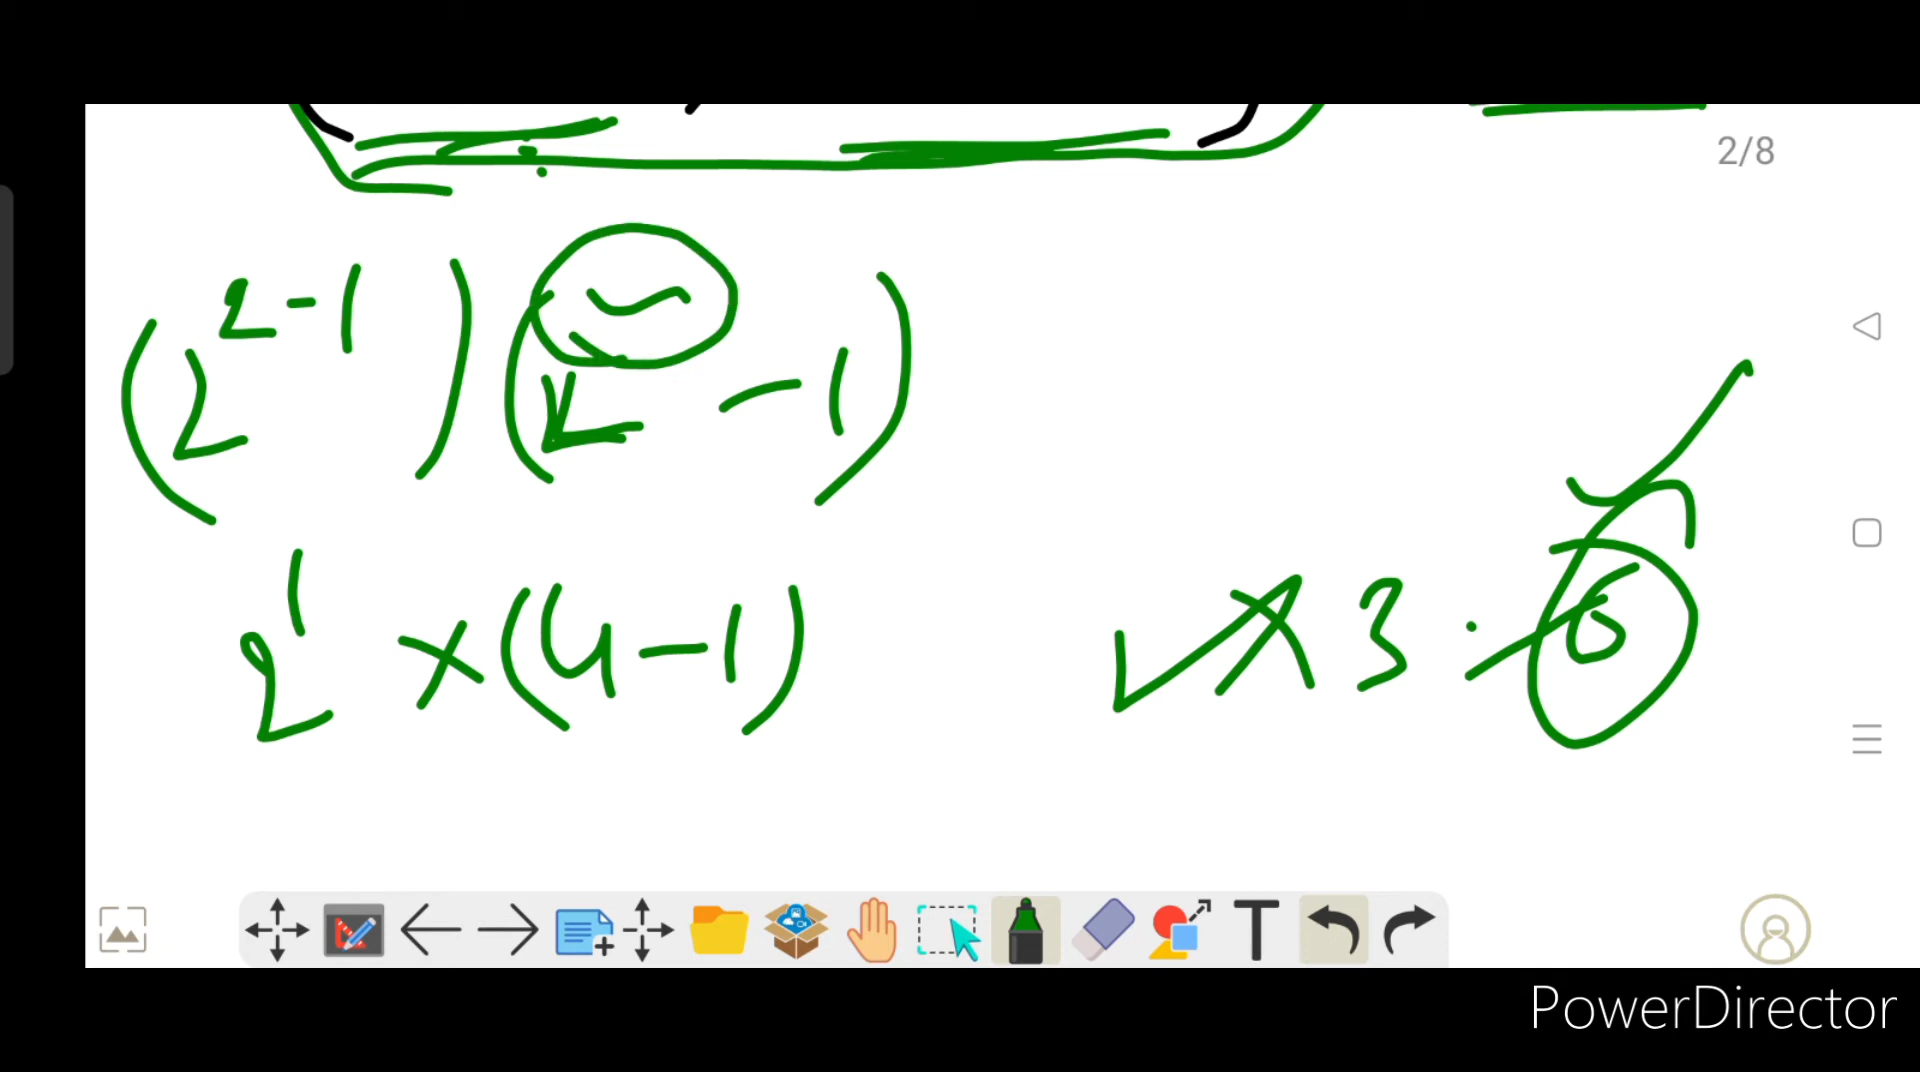 2/8
(2^{2-1}) (2^{2} - 1)
2^{1} × (4 - 1)
2 × 3 = 6
T
PowerDirector